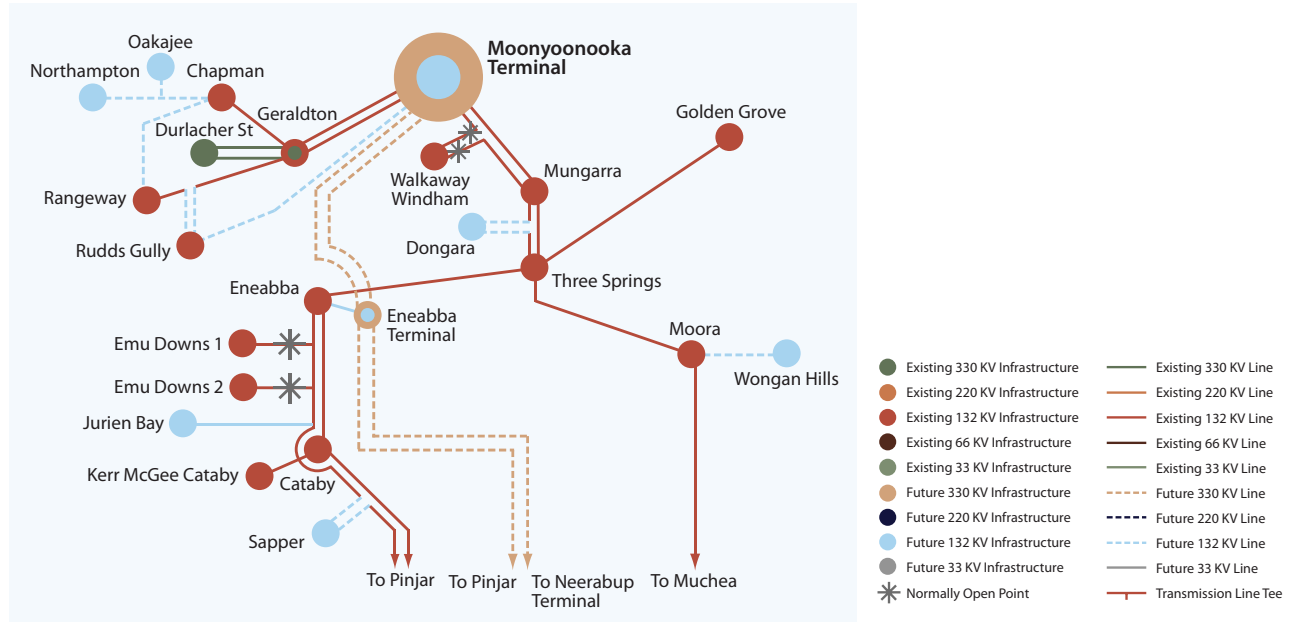 Oakajee
Northampton
Chapman
Moonyoonooka
Terminal
Geraldton
Durlacher St
Golden Grove
Rangeway
Walkaway
Windham
Mungarra
Rudds Gully
Dongara
Three Springs
Eneabba
Eneabba
Terminal
Moora
Wongan Hills
Emu Downs 1
Emu Downs 2
Jurien Bay
Kerr McGee Cataby
Cataby
Sapper
To Pinjar
To Pinjar
To Neerabup
Terminal
To Muchea
Existing 330 KV Infrastructure
Existing 220 KV Infrastructure
Existing 132 KV Infrastructure
Existing 66 KV Infrastructure
Existing 33 KV Infrastructure
Future 330 KV Infrastructure
Future 220 KV Infrastructure
Future 132 KV Infrastructure
Future 33 KV Infrastructure
Normally Open Point
Existing 330 KV Line
Existing 220 KV Line
Existing 132 KV Line
Existing 66 KV Line
Existing 33 KV Line
Future 330 KV Line
Future 220 KV Line
Future 132 KV Line
Future 33 KV Line
Transmission Line Tee